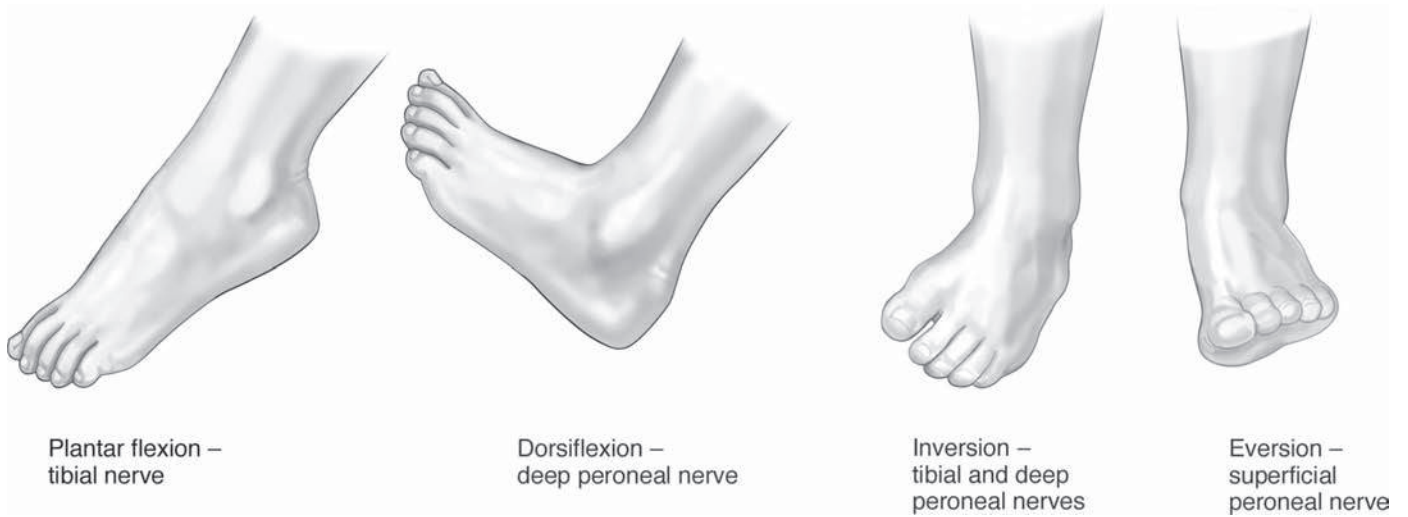 Plantar flexion –
tibial nerve
Dorsiflexion –
deep peroneal nerve
Inversion –
tibial and deep
peroneal nerves
Eversion –
superficial
peroneal nerve